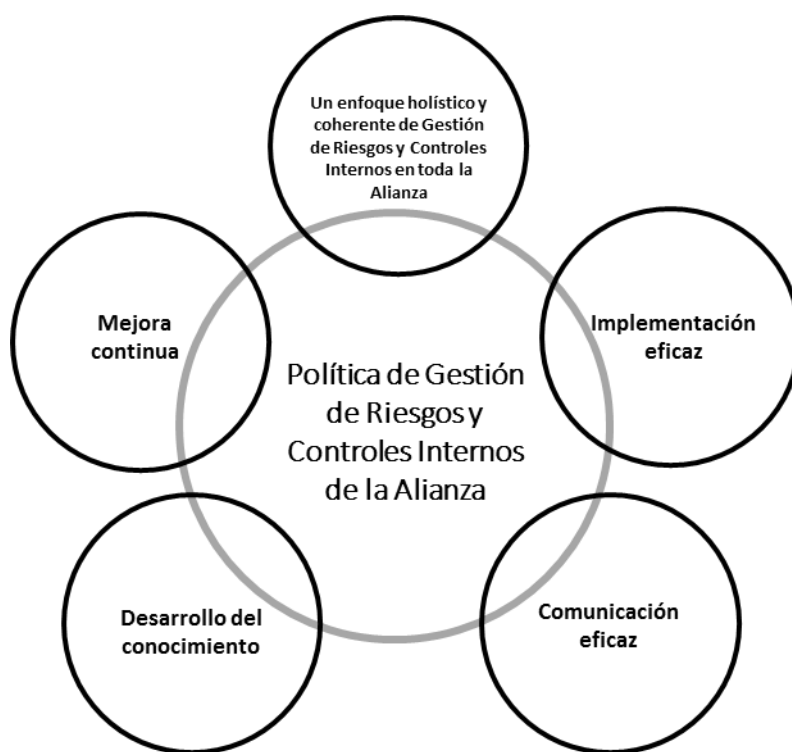 Un enfoque holístico y
coherente de Gestión
de Riesgos y Controles
Internos en toda la
Alianza
Mejora
continua
Implementación
eficaz
Política de Gestión
de Riesgos y
Controles Internos
de la Alianza
Desarrollo del
conocimiento
Comunicación
eficaz